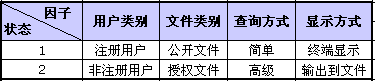 因子
状态 用户类别 文件类别 查询方式 显示方式
1 注册用户 公开文件 简单 终端显示
2 非注册用户 授权文件 高级 输出到文件